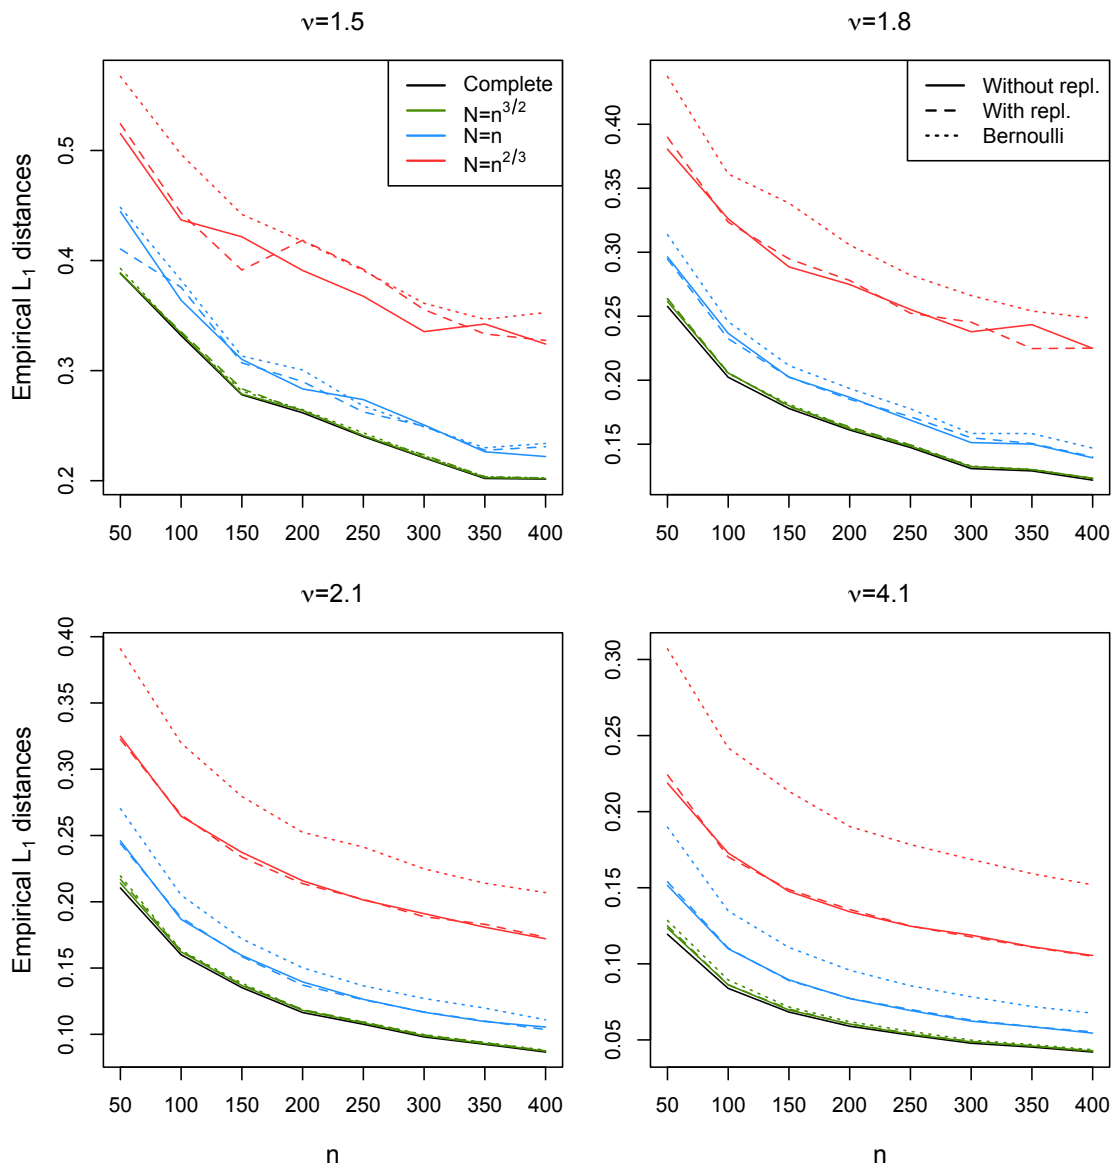 ν=1.5
Complete
N=n^{3/2}
N=n
N=n^{2/3}
Empirical L_1 distances
0.2 0.3 0.4 0.5
50 100 150 200 250 300 350 400
ν=1.8
Without repl.
With repl.
Bernoulli
0.15 0.20 0.25 0.30 0.35 0.40
50 100 150 200 250 300 350 400
ν=2.1
Empirical L_1 distances
0.10 0.15 0.20 0.25 0.30 0.35 0.40
50 100 150 200 250 300 350 400
n
ν=4.1
0.05 0.10 0.15 0.20 0.25 0.30
50 100 150 200 250 300 350 400
n